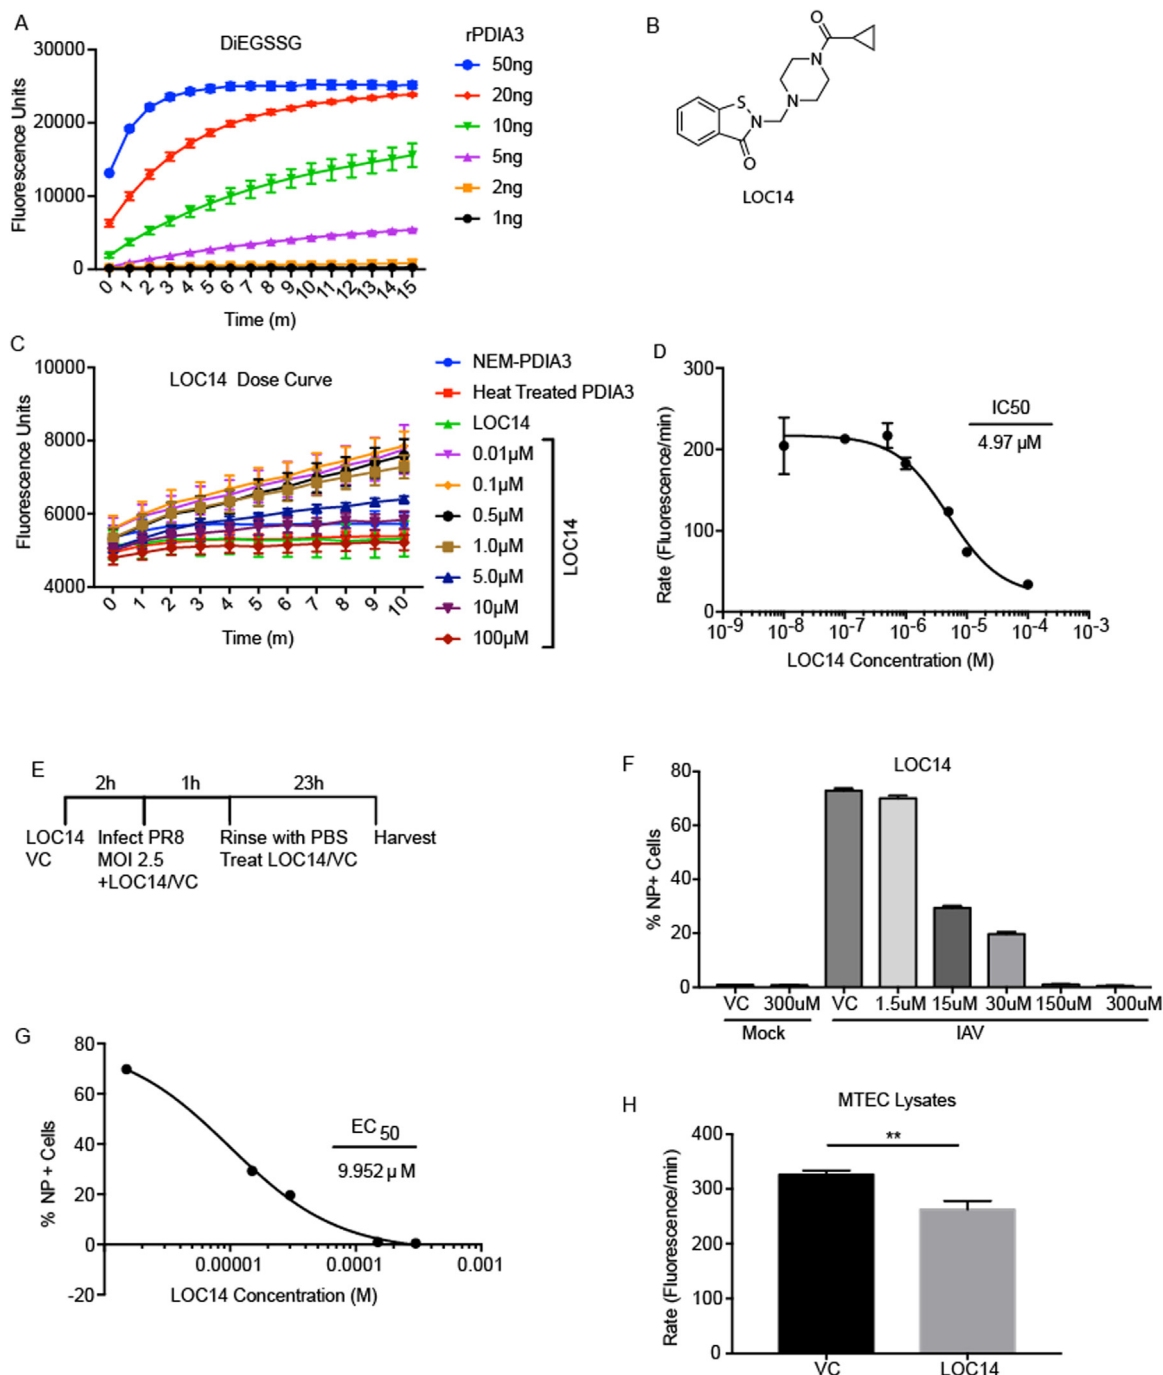 A
DiEGSSG
rPDIA3
30000
20000
10000
0
Fluorescence Units
0 1 2 3 4 5 6 7 8 9 10 11 12 13 14 15
Time (m)
50ng
20ng
10ng
5ng
2ng
1ng
B
O
N
N
S
N
O
LOC14
C
LOC14 Dose Curve
10000
8000
6000
4000
Fluorescence Units
0 1 2 3 4 5 6 7 8 9 10
Time (m)
NEM-PDIA3
Heat Treated PDIA3
LOC14
0.01µM
0.1µM
0.5µM
1.0µM
5.0µM
10µM
100µM
LOC14
D
300
200
100
0
Rate (Fluorescence/min)
IC50
4.97 µM
10-9 10-8 10-7 10-6 10-5 10-4 10-3
LOC14 Concentration (M)
E
2h 1h 23h
LOC14 Infect PR8 Rinse with PBS Harvest
VC MOI 2.5 Treat LOC14/VC
+LOC14/VC
F
LOC14
80
60
40
20
0
% NP+ Cells
VC 300uM VC 1.5uM 15uM 30uM 150uM 300uM
Mock IAV
G
80
60
40
20
0
-20
% NP + Cells
EC50
9.952 µ M
0.00001 0.0001 0.001
LOC14 Concentration (M)
H
MTEC Lysates
**
400
300
200
100
0
Rate (Fluorescence/min)
VC LOC14